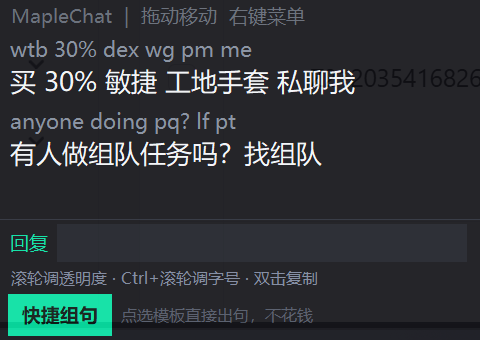 MapleChat | 拖动移动 右键菜单
wtb 30% dex wg pm me
买 30% 敏捷 工地手套 私聊我
2035416826
anyone doing pq? lf pt
有人做组队任务吗？找组队
回复
滚轮调透明度 · Ctrl+滚轮调字号 · 双击复制
快捷组句 点选模板直接出句，不花钱